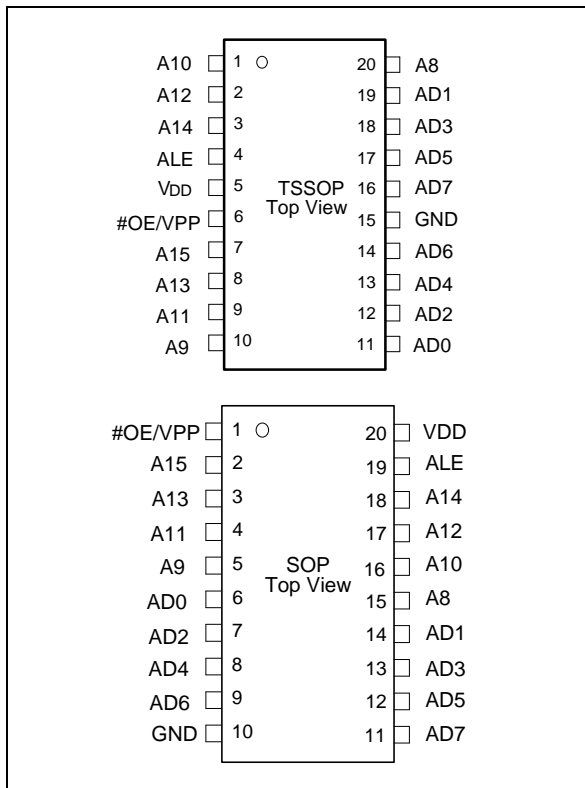 A10 1 20 A8
A12 2 19 AD1
A14 3 18 AD3
ALE 4 17 AD5
VDD 5 TSSOP 16 AD7
Top View
#OE/VPP 6 15 GND
A15 7 14 AD6
A13 8 13 AD4
A11 9 12 AD2
A9 10 11 AD0
#OE/VPP 1 20 VDD
A15 2 19 ALE
A13 3 18 A14
A11 4 17 A12
A9 5 SOP 16 A10
Top View
AD0 6 15 A8
AD2 7 14 AD1
AD4 8 13 AD3
AD6 9 12 AD5
GND 10 11 AD7